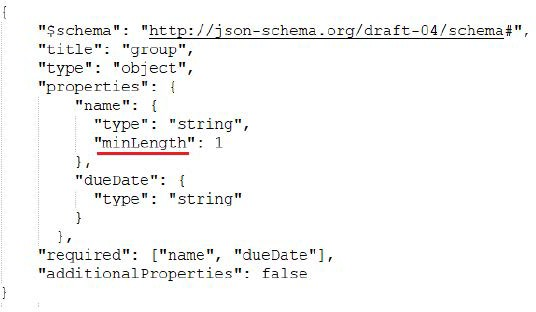 {
"$schema": "http://json-schema.org/draft-04/schema#",
"title": "group",
"type": "object",
"properties": {
"name": {
"type": "string",
"minLength": 1
},
"dueDate": {
"type": "string"
}
},
"required": ["name", "dueDate"],
"additionalProperties": false
}